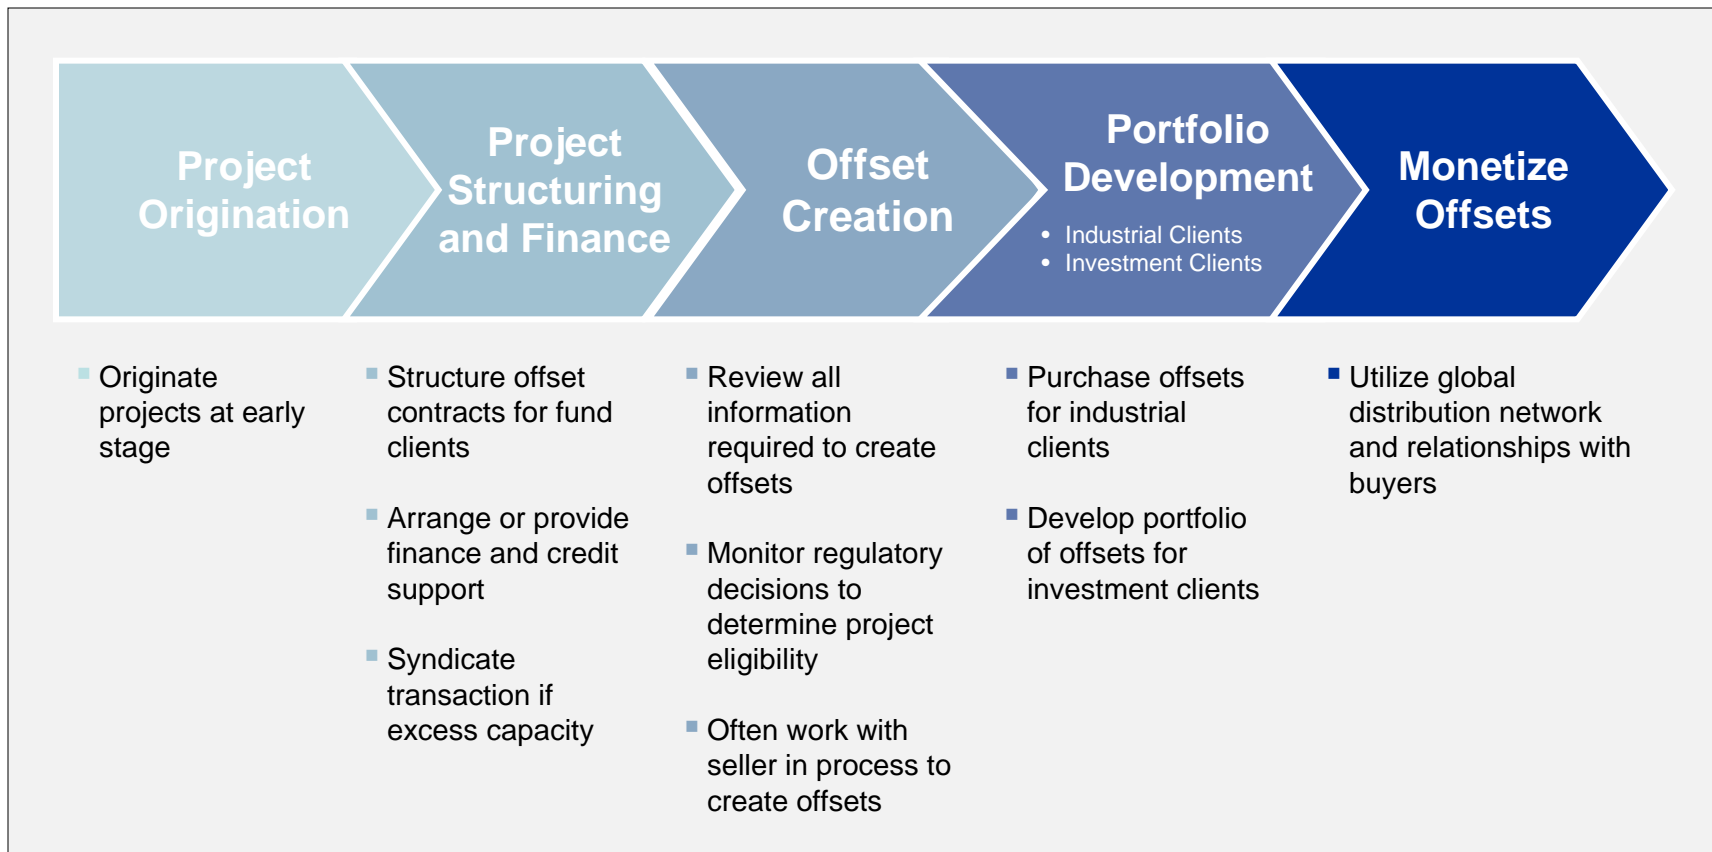 Project
Origination
Project
Structuring
and Finance
Offset
Creation
Portfolio
Development
• Industrial Clients
• Investment Clients
Monetize
Offsets
▪ Originate
projects at early
stage
▪ Structure offset
contracts for fund
clients
▪ Arrange or provide
finance and credit
support
▪ Syndicate
transaction if
excess capacity
▪ Review all
information
required to create
offsets
▪ Monitor regulatory
decisions to
determine project
eligibility
▪ Often work with
seller in process to
create offsets
▪ Purchase offsets
for industrial
clients
▪ Develop portfolio
of offsets for
investment clients
▪ Utilize global
distribution network
and relationships with
buyers